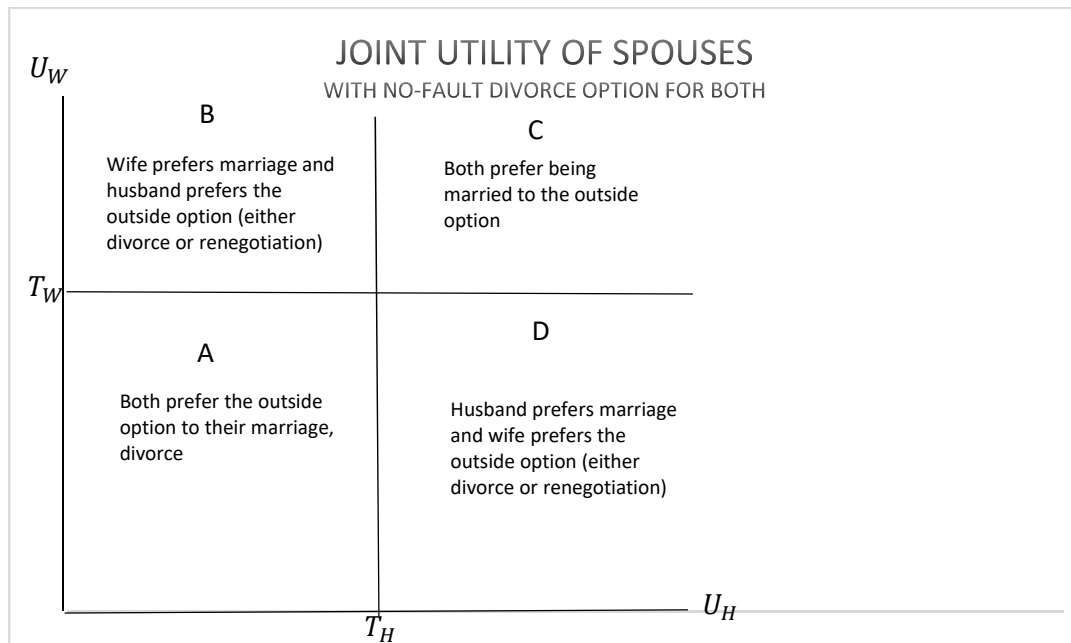 JOINT UTILITY OF SPOUSES
WITH NO-FAULT DIVORCE OPTION FOR BOTH
U_W
B
Wife prefers marriage and
husband prefers the
outside option (either
divorce or renegotiation)
C
Both prefer being
married to the outside
option
T_W
A
Both prefer the outside
option to their marriage,
divorce
D
Husband prefers marriage
and wife prefers the
outside option (either
divorce or renegotiation)
U_H
T_H